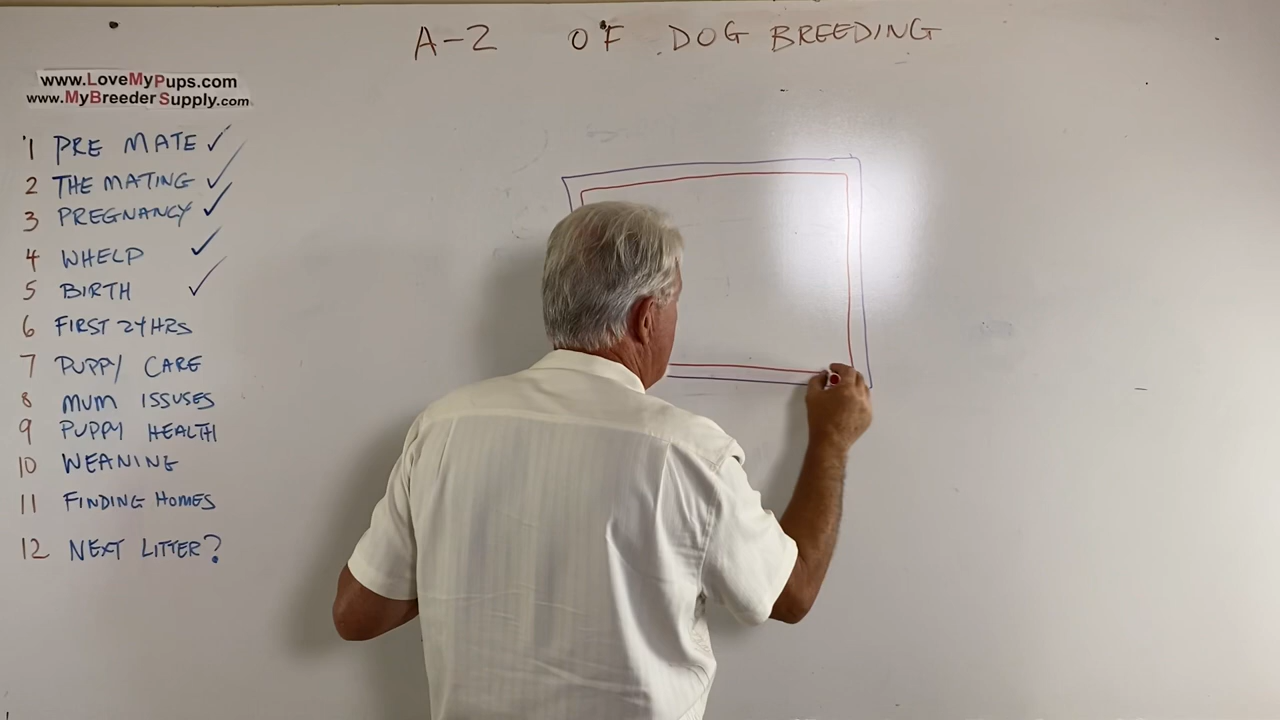 A-Z OF DOG BREEDING
www.LoveMyPups.com
www.MyBreederSupply.com
1 PRE MATE ✓
2 THE MATING ✓
3 PREGNANCY ✓
4 WHELP ✓
5 BIRTH ✓
6 FIRST 24HRS
7 PUPPY CARE
8 MUM ISSUSES
9 PUPPY HEALTH
10 WEANING
11 FINDING HOMES
12 NEXT LITTER?